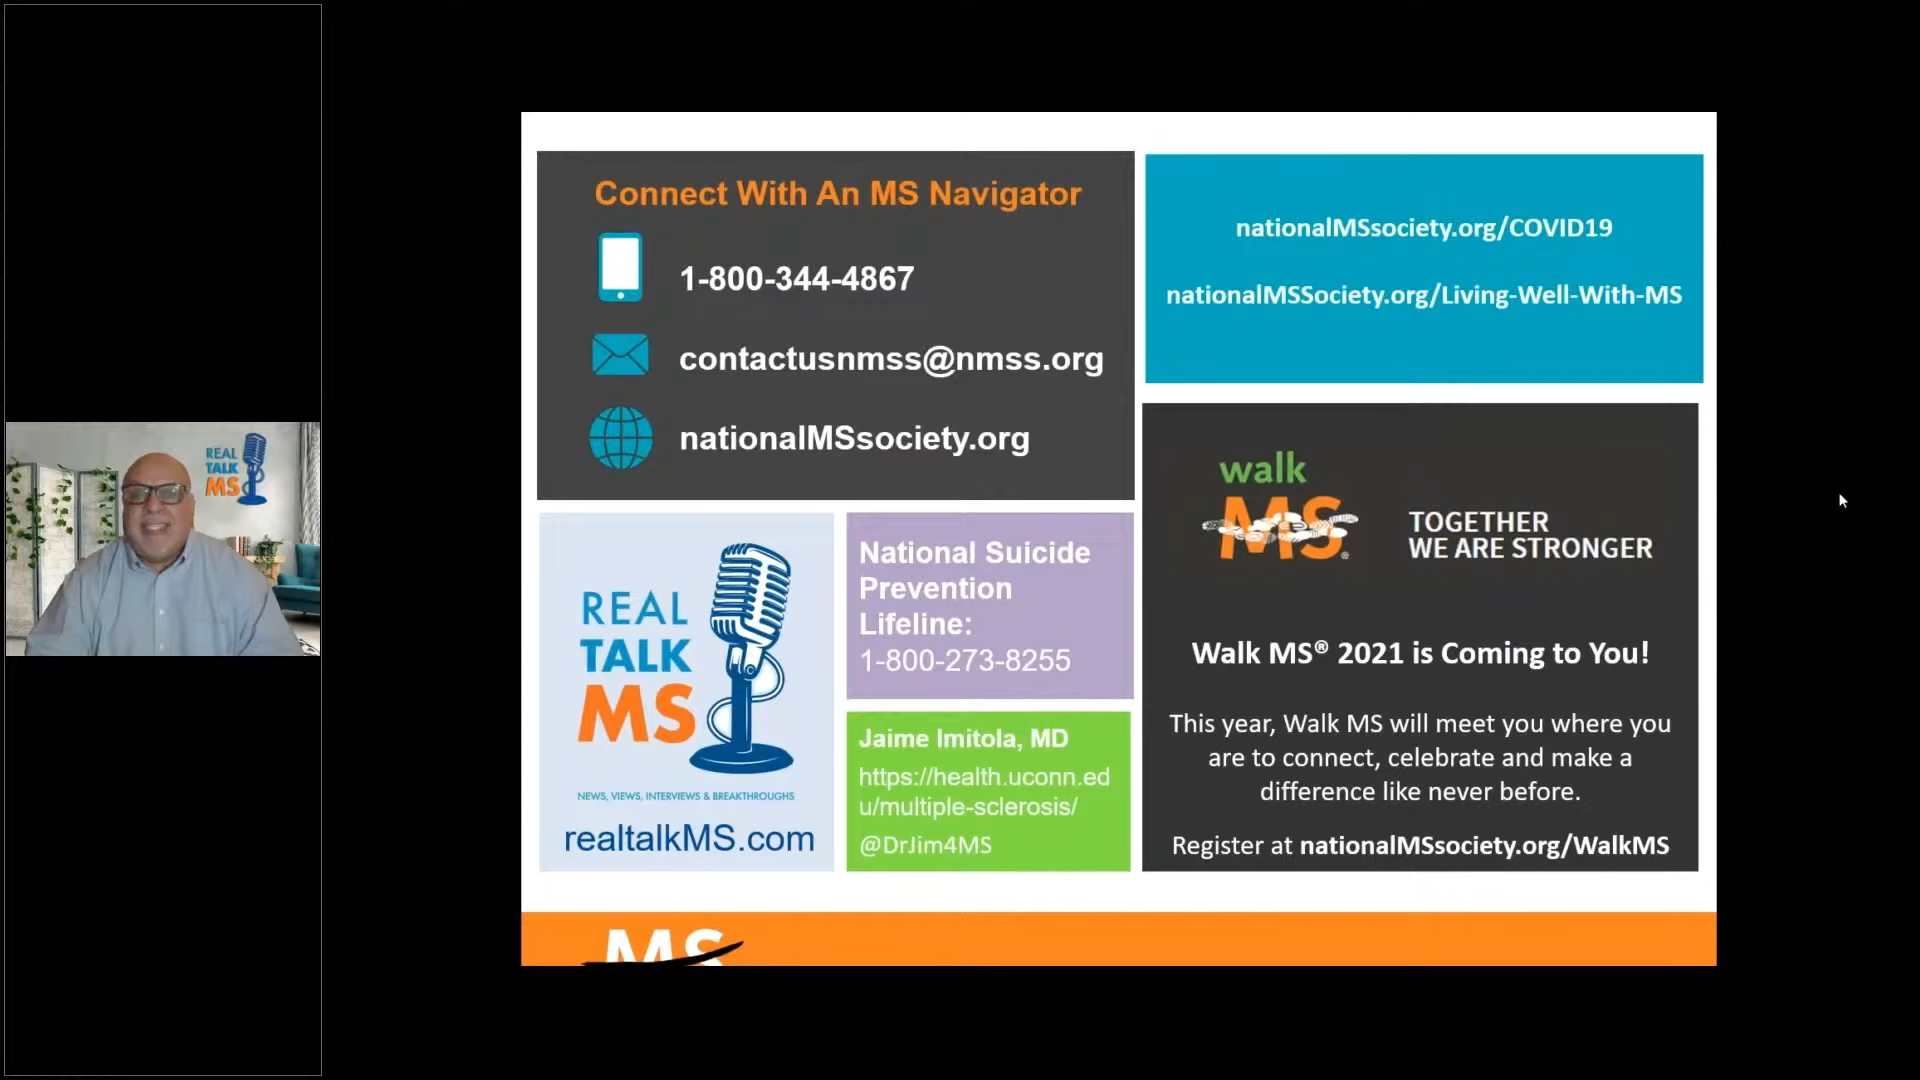 REAL
TALK
MS
Connect With An MS Navigator
1-800-344-4867
contactusnmss@nmss.org
nationalMSsociety.org
nationalMSsociety.org/COVID19
nationalMSSociety.org/Living-Well-With-MS
REAL
TALK
MS
NEWS, VIEWS, INTERVIEWS & BREAKTHROUGHS
realtalkMS.com
National Suicide
Prevention
Lifeline:
1-800-273-8255
Jaime Imitola, MD
https://health.uconn.ed
u/multiple-sclerosis/
@DrJim4MS
walk
MS®
TOGETHER
WE ARE STRONGER
Walk MS® 2021 is Coming to You!
This year, Walk MS will meet you where you
are to connect, celebrate and make a
difference like never before.
Register at nationalMSsociety.org/WalkMS
MS